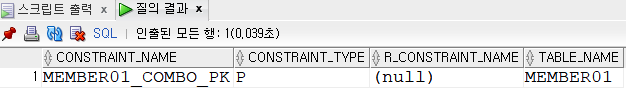 스크립트 출력 x 질의 결과 x
SQL | 인출된 모든 행: 1(0,039초)
CONSTRAINT_NAME CONSTRAINT_TYPE R_CONSTRAINT_NAME TABLE_NAME
1 MEMBER01_COMBO_PK P (null) MEMBER01